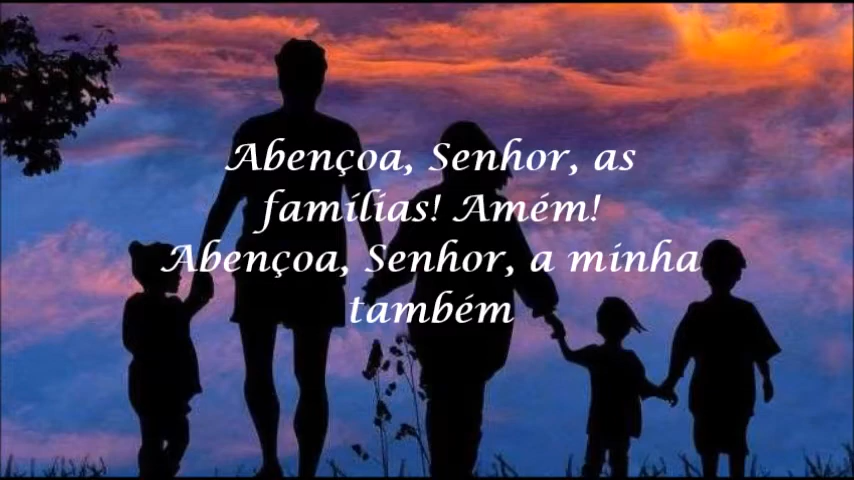 Abençoa, Senhor, as
famílias! Amém!
Abençoa, Senhor, a minha
também